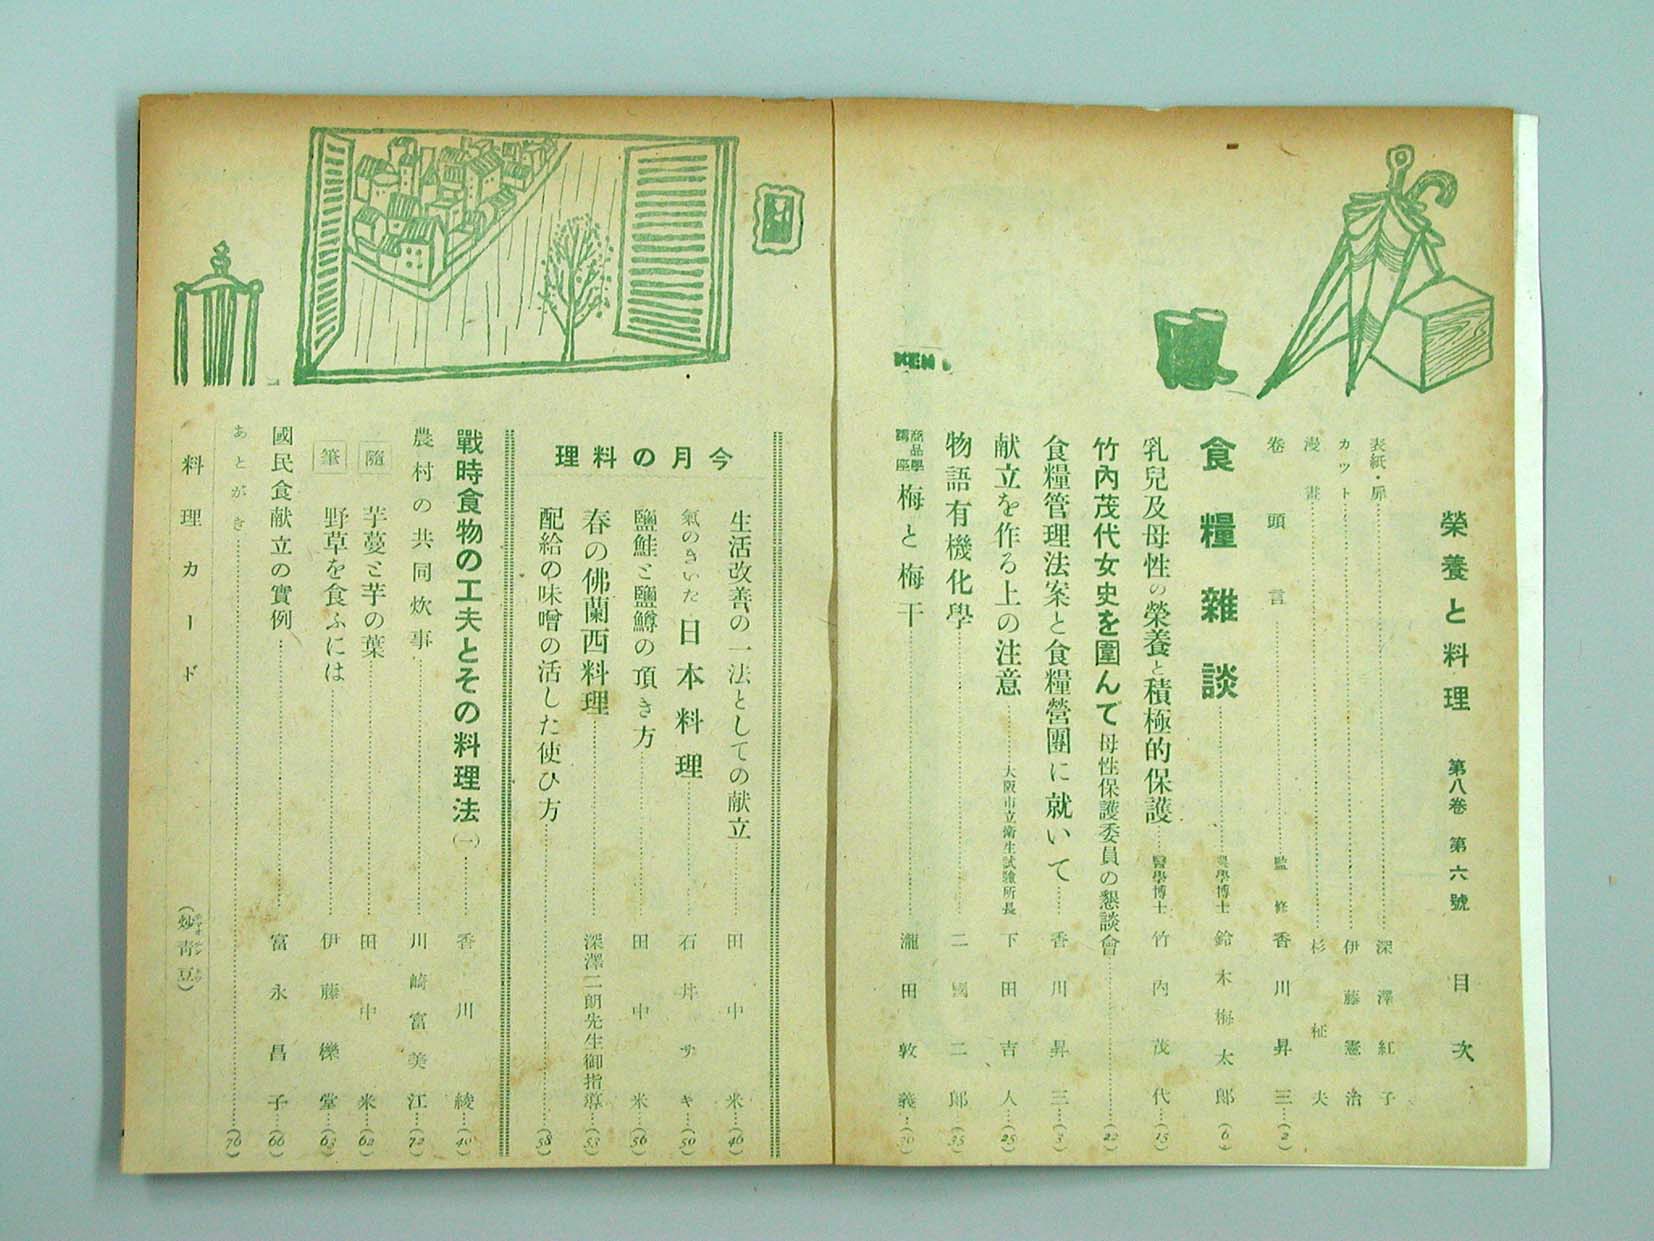 榮養と料理 第八卷 第六號 目次
表紙・扉……深澤紅子
カット……伊藤憲治
漫畫……杉柾夫
卷頭言……監修 香川昇三…(2)
食糧雜談……農學博士 鈴木梅太郎…(6)
乳兒及母性の榮養と積極的保護……醫學博士 竹內茂代…(15)
竹內茂代女史を圍んで 母性保護委員の懇談會……(22)
食糧管理法案と食糧營團に就いて……香川昇三…(3)
献立を作る上の注意……大阪市立衞生試驗所長 下田吉人…(25)
物語有機化學……二國二郎…(35)
商品學講座 梅と梅干……瀧田敦義…(30)
KEN
今月の料理
生活改善の一法としての献立……田中米…(46)
氣のきいた日本料理……石井サキ…(50)
鹽鮭と鹽鱒の頂き方……田中米…(56)
春の佛蘭西料理……深澤二朗先生御指導…(53)
配給の味噌の活した使ひ方……(58)
戰時食物の工夫とその料理法(一)……香川綾…(40)
農村の共同炊事……川崎富美江…(72)
隨筆
芋蔓と芋の葉……田中米…(62)
野草を食ふには……伊藤櫟堂…(63)
國民食献立の實例……富永昌子…(66)
あとがき……(76)
料理カード (炒靑豆)